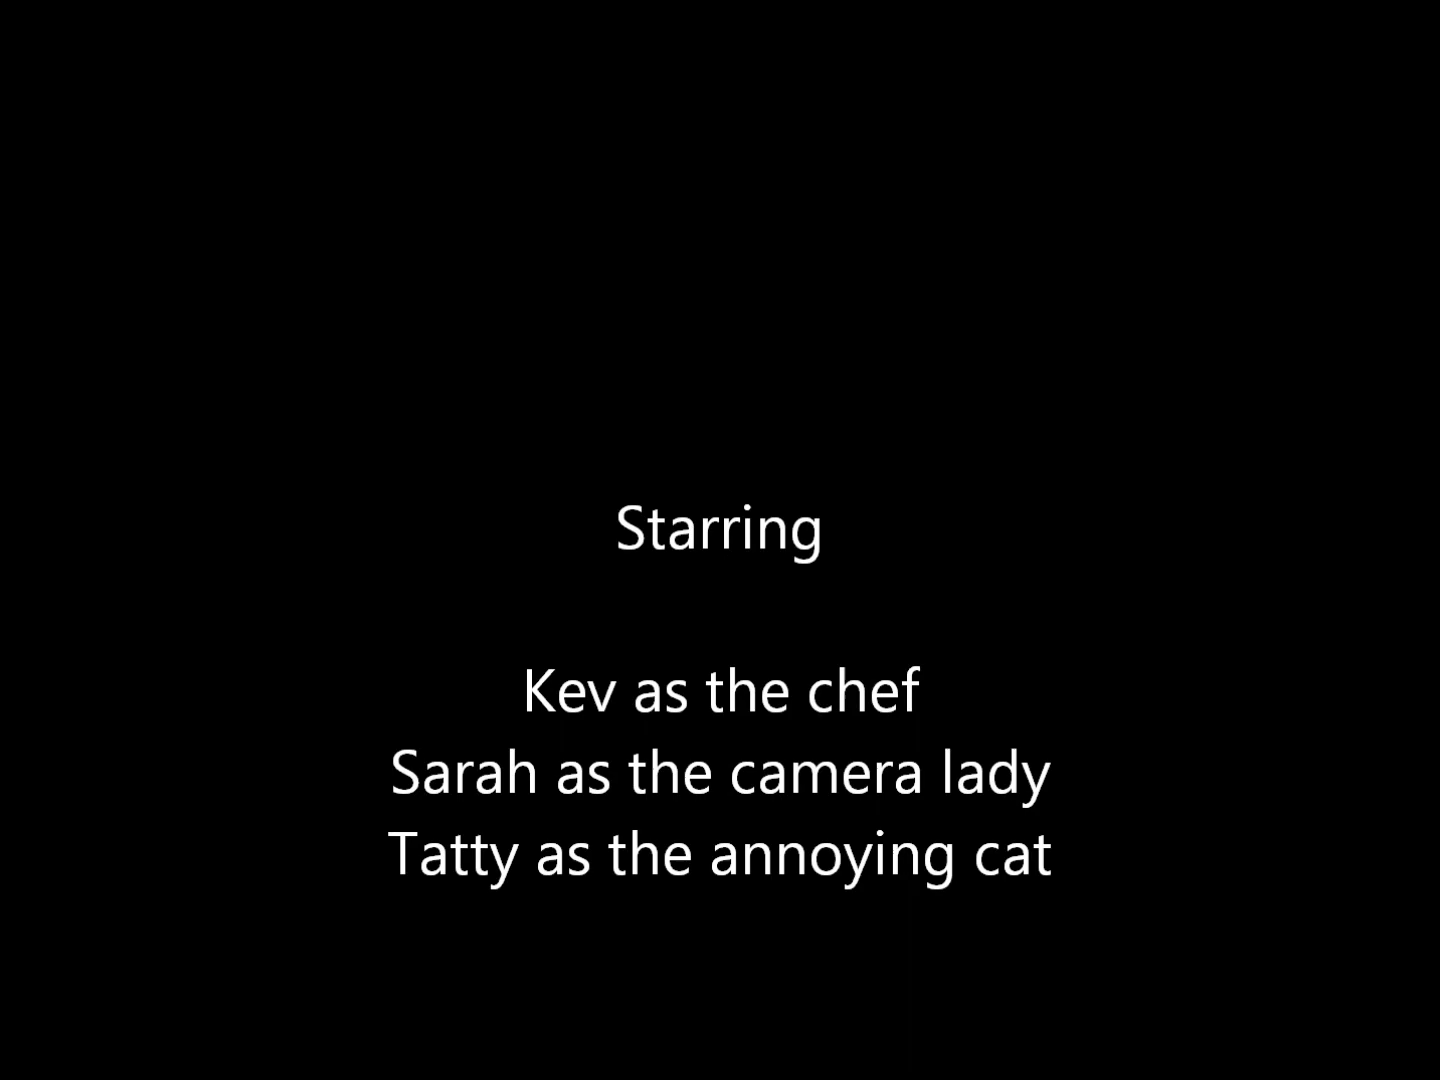 Starring
Kev as the chef
Sarah as the camera lady
Tatty as the annoying cat